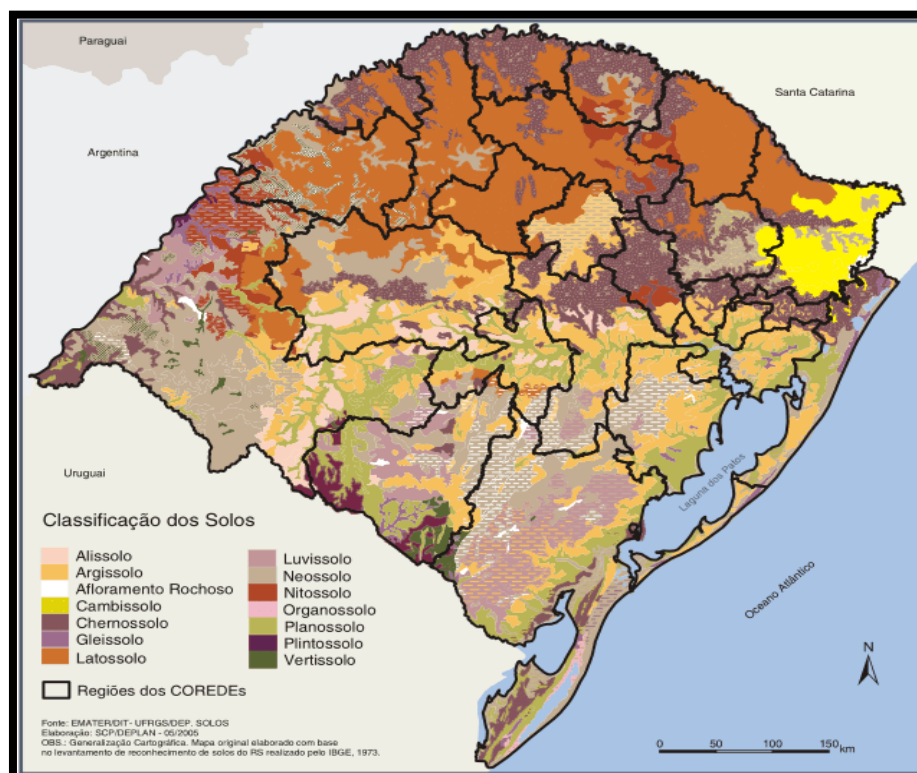 Paraguai
Santa Catarina
Argentina
Uruguai
Laguna dos Patos
Oceano Atlântico
Classificação dos Solos
Alissolo
Argissolo
Afloramento Rochoso
Cambissolo
Chernossolo
Gleissolo
Latossolo
Luvissolo
Neossolo
Nitossolo
Organossolo
Planossolo
Plintossolo
Vertissolo
Regiões dos COREDEs
N
Fonte: EMATER/DIT- UFRGS/DEP. SOLOS
Elaboração: SCP/DEPLAN - 05/2005
OBS.: Generalização Cartográfica. Mapa original elaborado com base
no levantamento de reconhecimento de solos do RS realizado pelo IBGE, 1973.
0 50 100 150 km